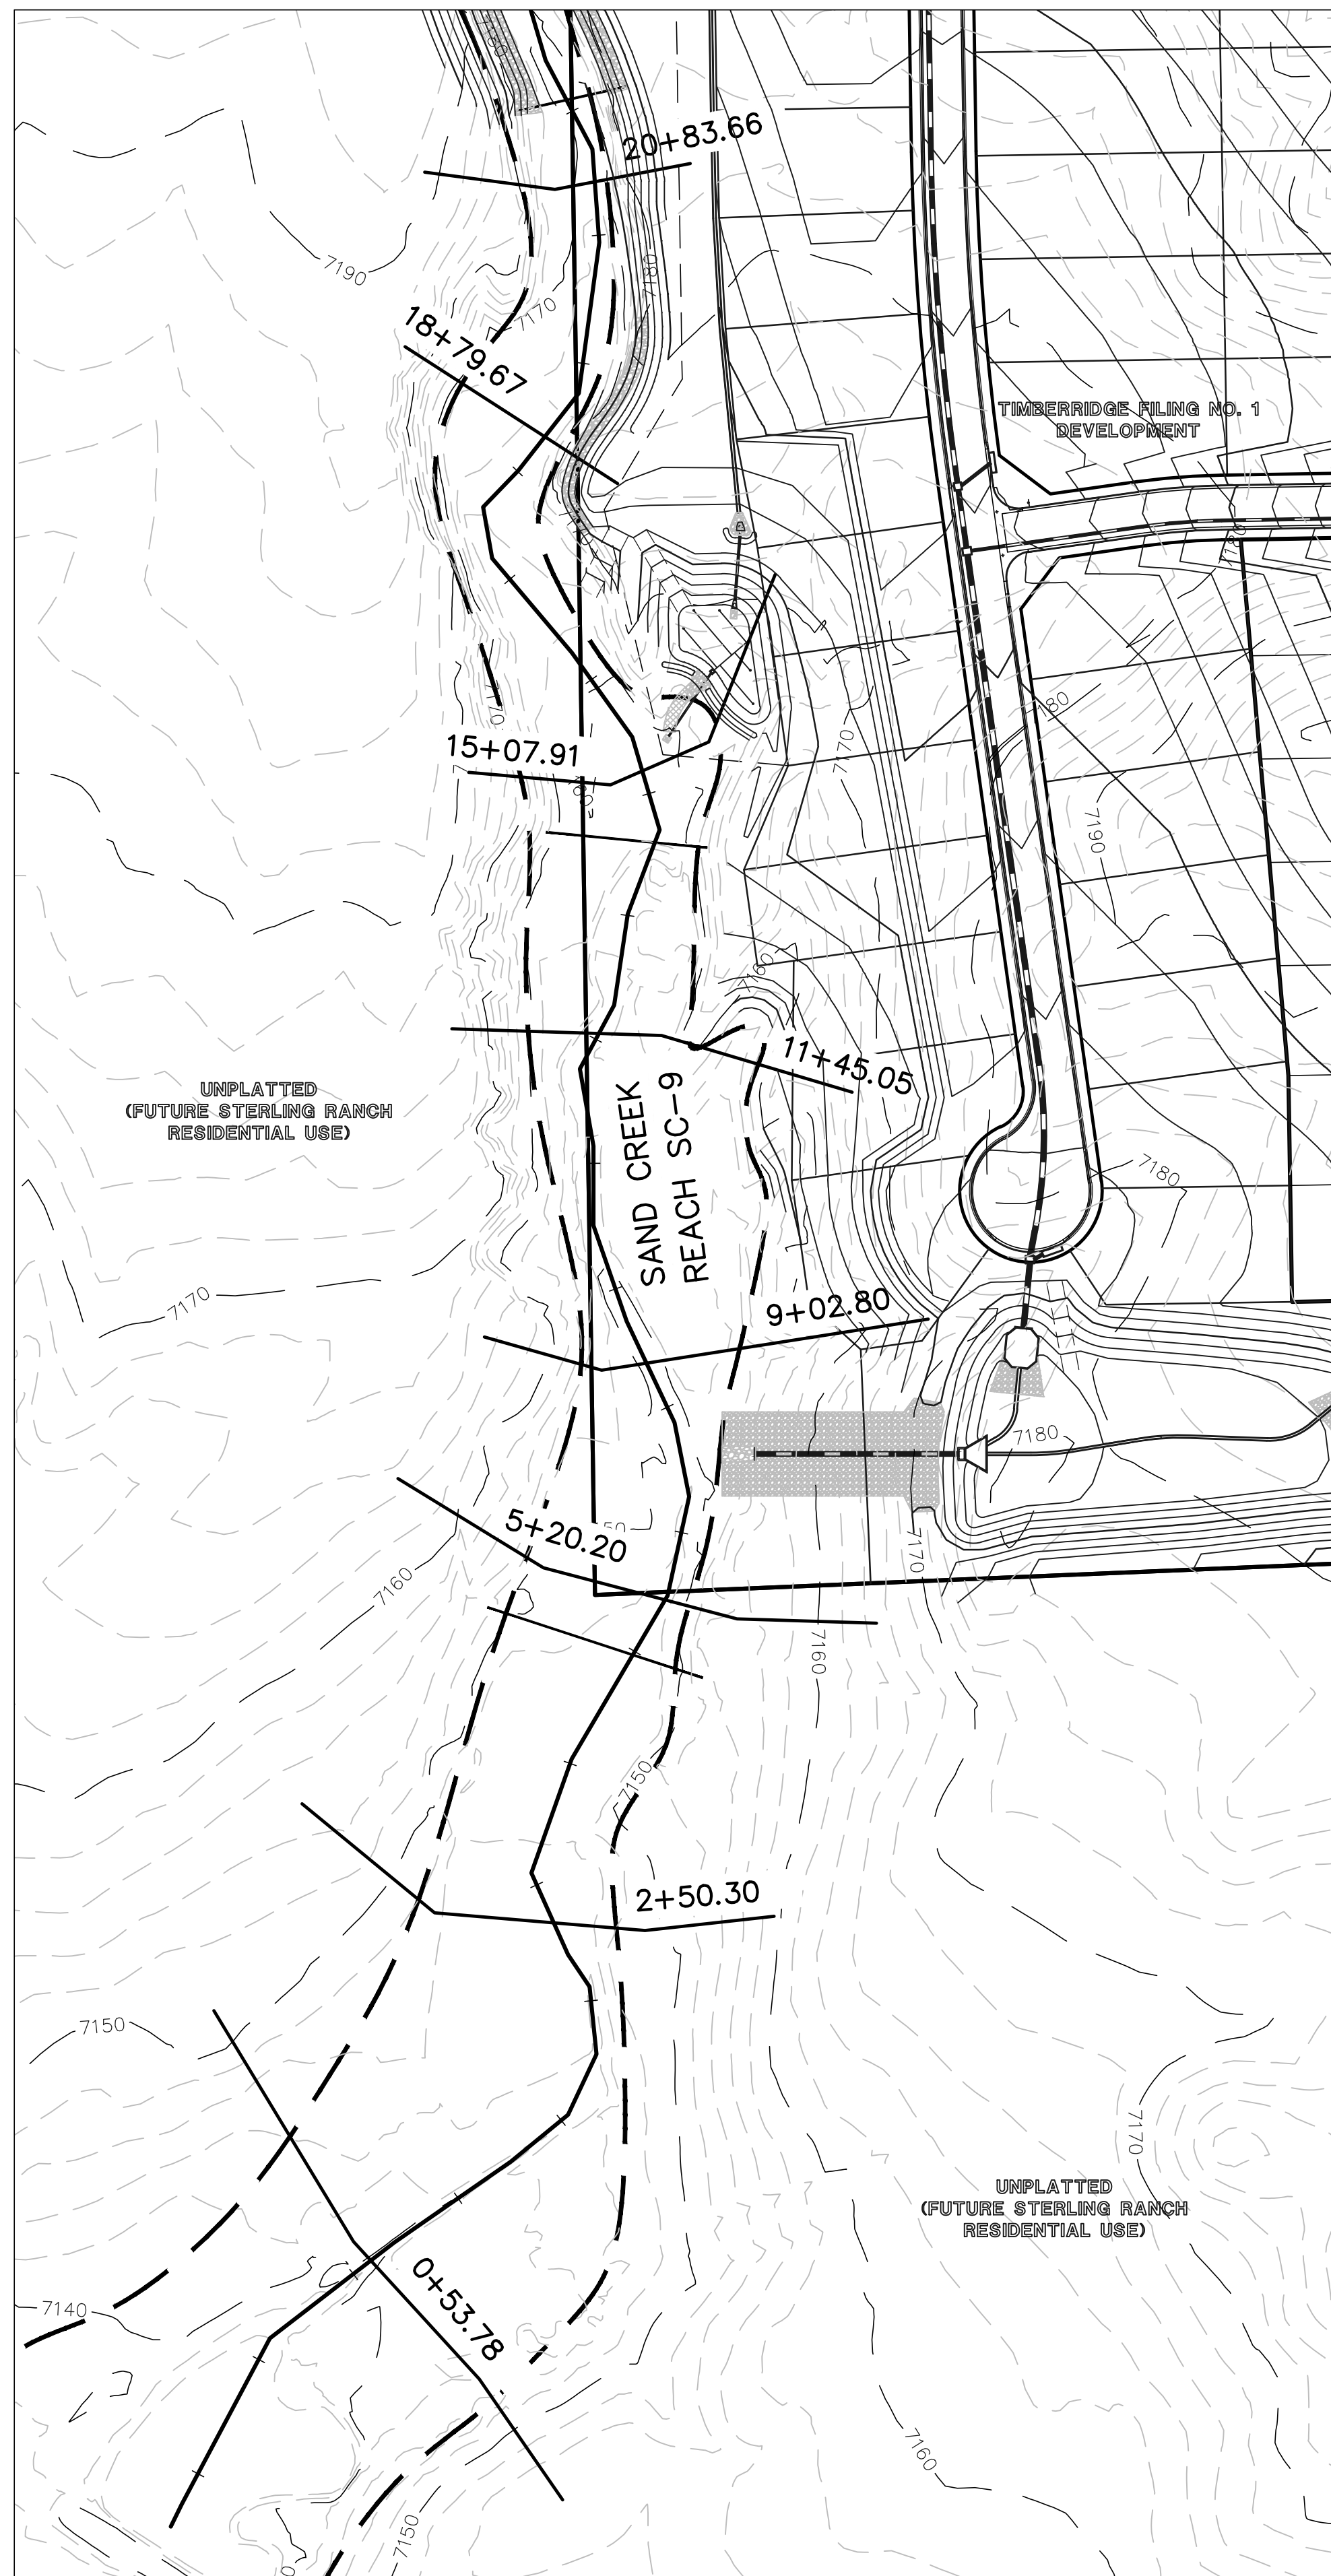 20+83.66
7180
7190
7170
18+79.67
TIMBERRIDGE FILING NO. 1
DEVELOPMENT
7180
7180
15+07.91
7170
7190
11+45.05
UNPLATTED
(FUTURE STERLING RANCH
RESIDENTIAL USE)
SAND CREEK
REACH SC-9
7180
7170
9+02.80
7180
5+20.20
7170
7160
7160
7150
2+50.30
7150
7170
UNPLATTED
(FUTURE STERLING RANCH
RESIDENTIAL USE)
0+53.78
7140
7160
7150